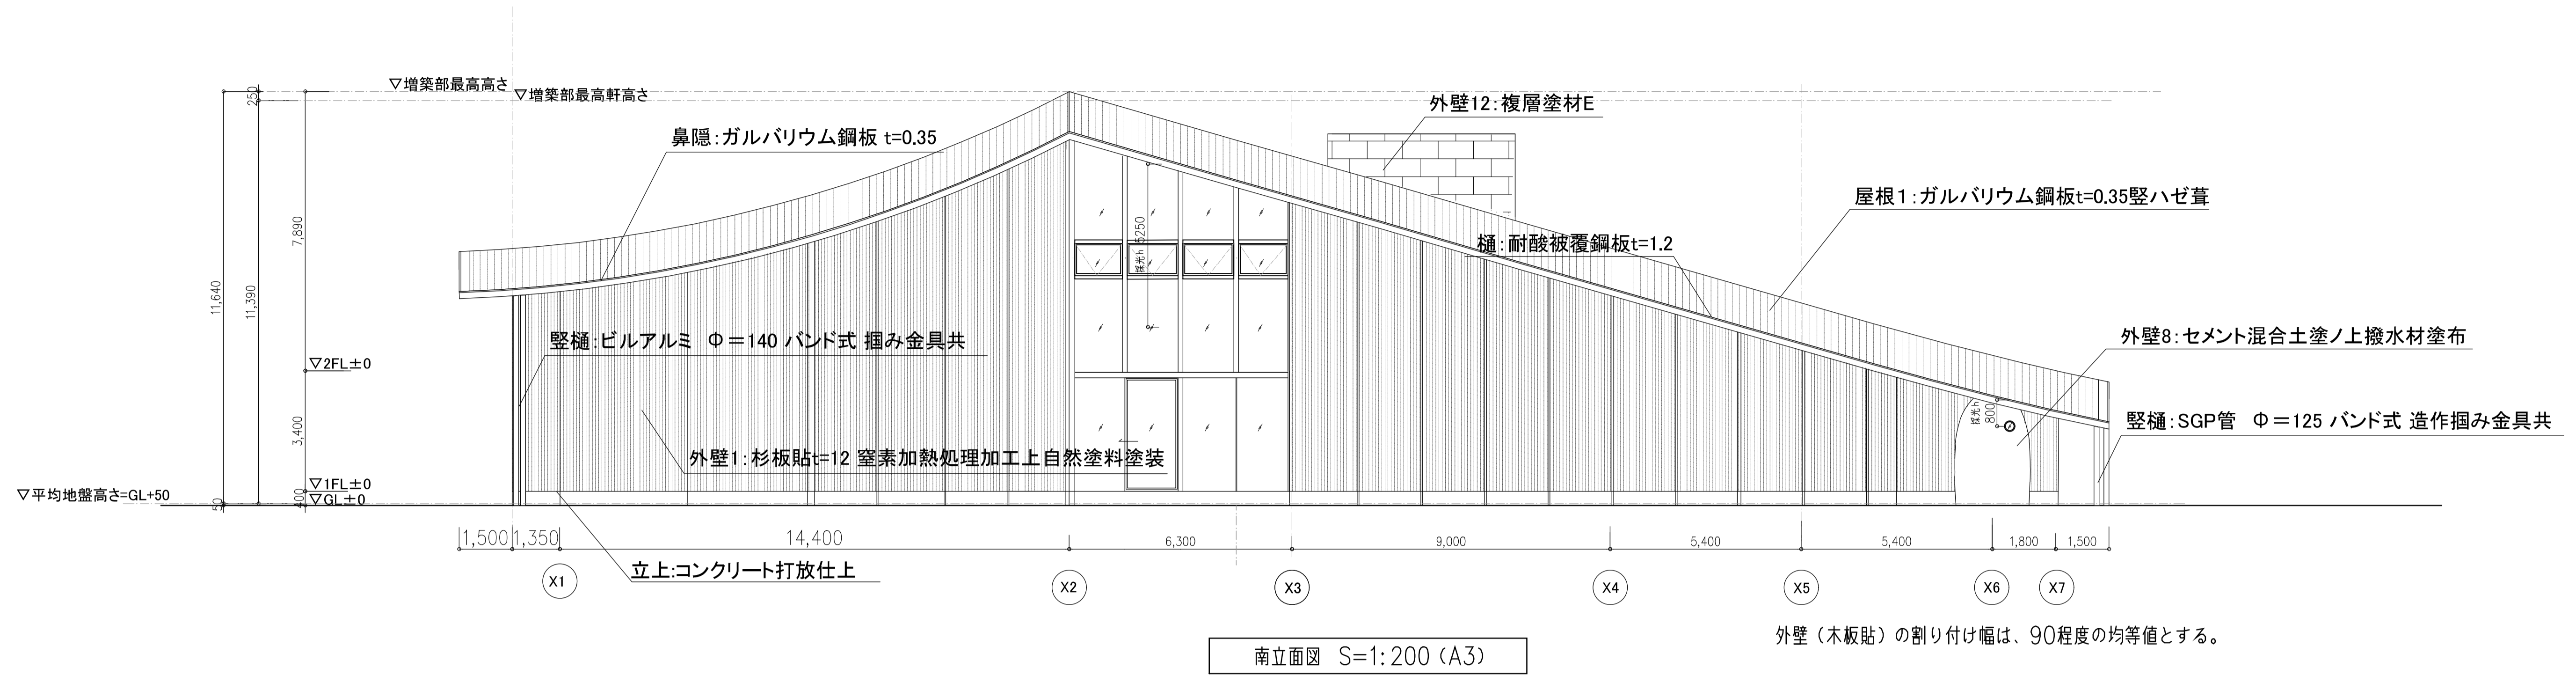 ▽増築部最高高さ
▽増築部最高軒高さ
外壁12：複層塗材E
鼻隠：ガルバリウム鋼板 t=0.35
屋根1：ガルバリウム鋼板t=0.35竪ハゼ葺
樋：耐酸被覆鋼板t=1.2
竪樋：ビルアルミ Φ＝140 バンド式 掴み金具共
外壁8：セメント混合土塗ノ上撥水材塗布
竪樋：SGP管 Φ＝125 バンド式 造作掴み金具共
外壁1：杉板貼t=12 窒素加熱処理加工上自然塗料塗装
250
7,890
11,640
11,390
3,400
400
50
採光h 5250
採光h
800
▽2FL±0
▽1FL±0
▽GL±0
▽平均地盤高さ=GL+50
1,500 1,350 14,400 6,300 9,000 5,400 5,400 1,800 1,500
立上:コンクリート打放仕上
X1 X2 X3 X4 X5 X6 X7
外壁（木板貼）の割り付け幅は、90程度の均等値とする。
南立面図 S=1:200（A3）